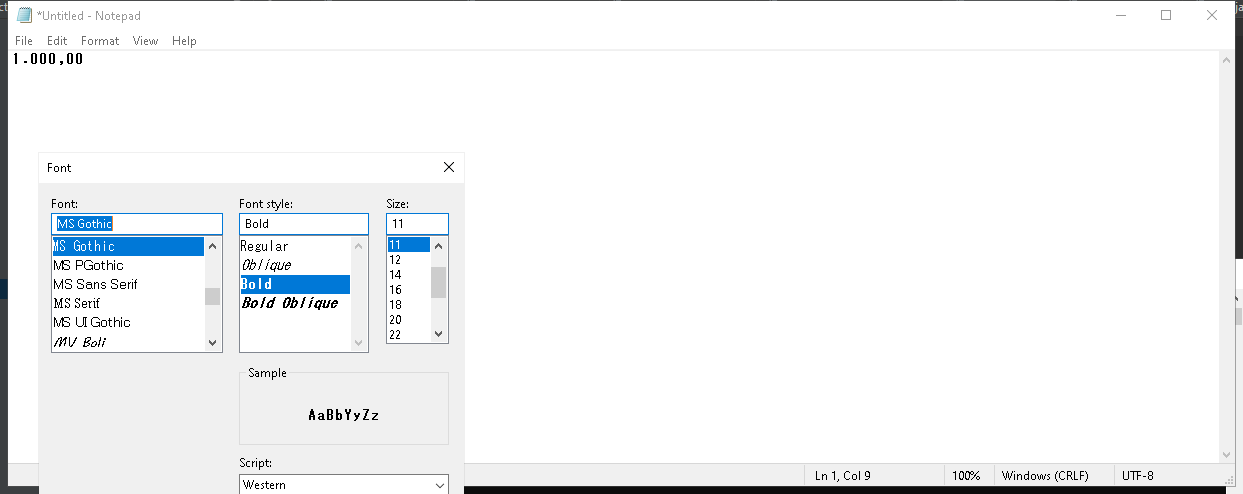 *Untitled - Notepad
File Edit Format View Help
1.000,00
Font
Font: Font style: Size:
MS Gothic Bold 11
MS Gothic Regular 11
MS PGothic Oblique 12
MS Sans Serif Bold 14
MS Serif Bold Oblique 16
MS UI Gothic 18
MV Boli 20
22
Sample
AaBbYyZz
Script:
Western
Ln 1, Col 9 100% Windows (CRLF) UTF-8